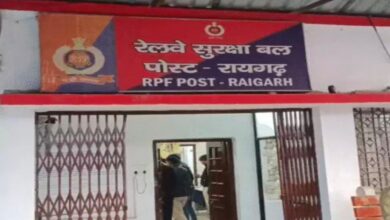 रेलवे सुरक्षा बल
पोस्ट - रायगढ़
RPF POST - RAIGARH